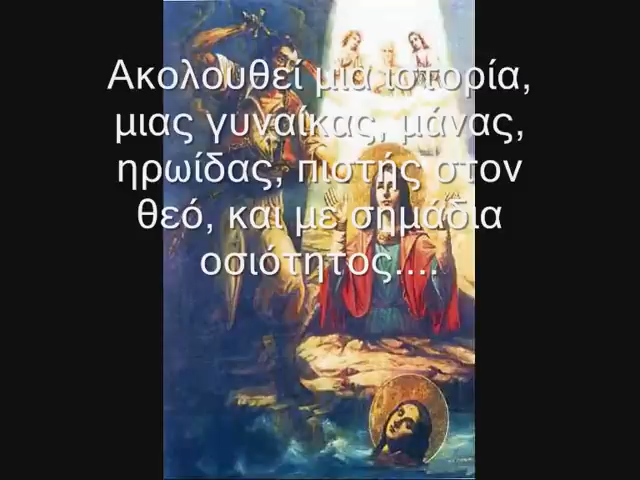 Ακολουθεί μια ιστορία,
μιας γυναίκας, μάνας,
ηρωίδας, πιστής στον
θεό, και με σημάδια
οσιότητος....